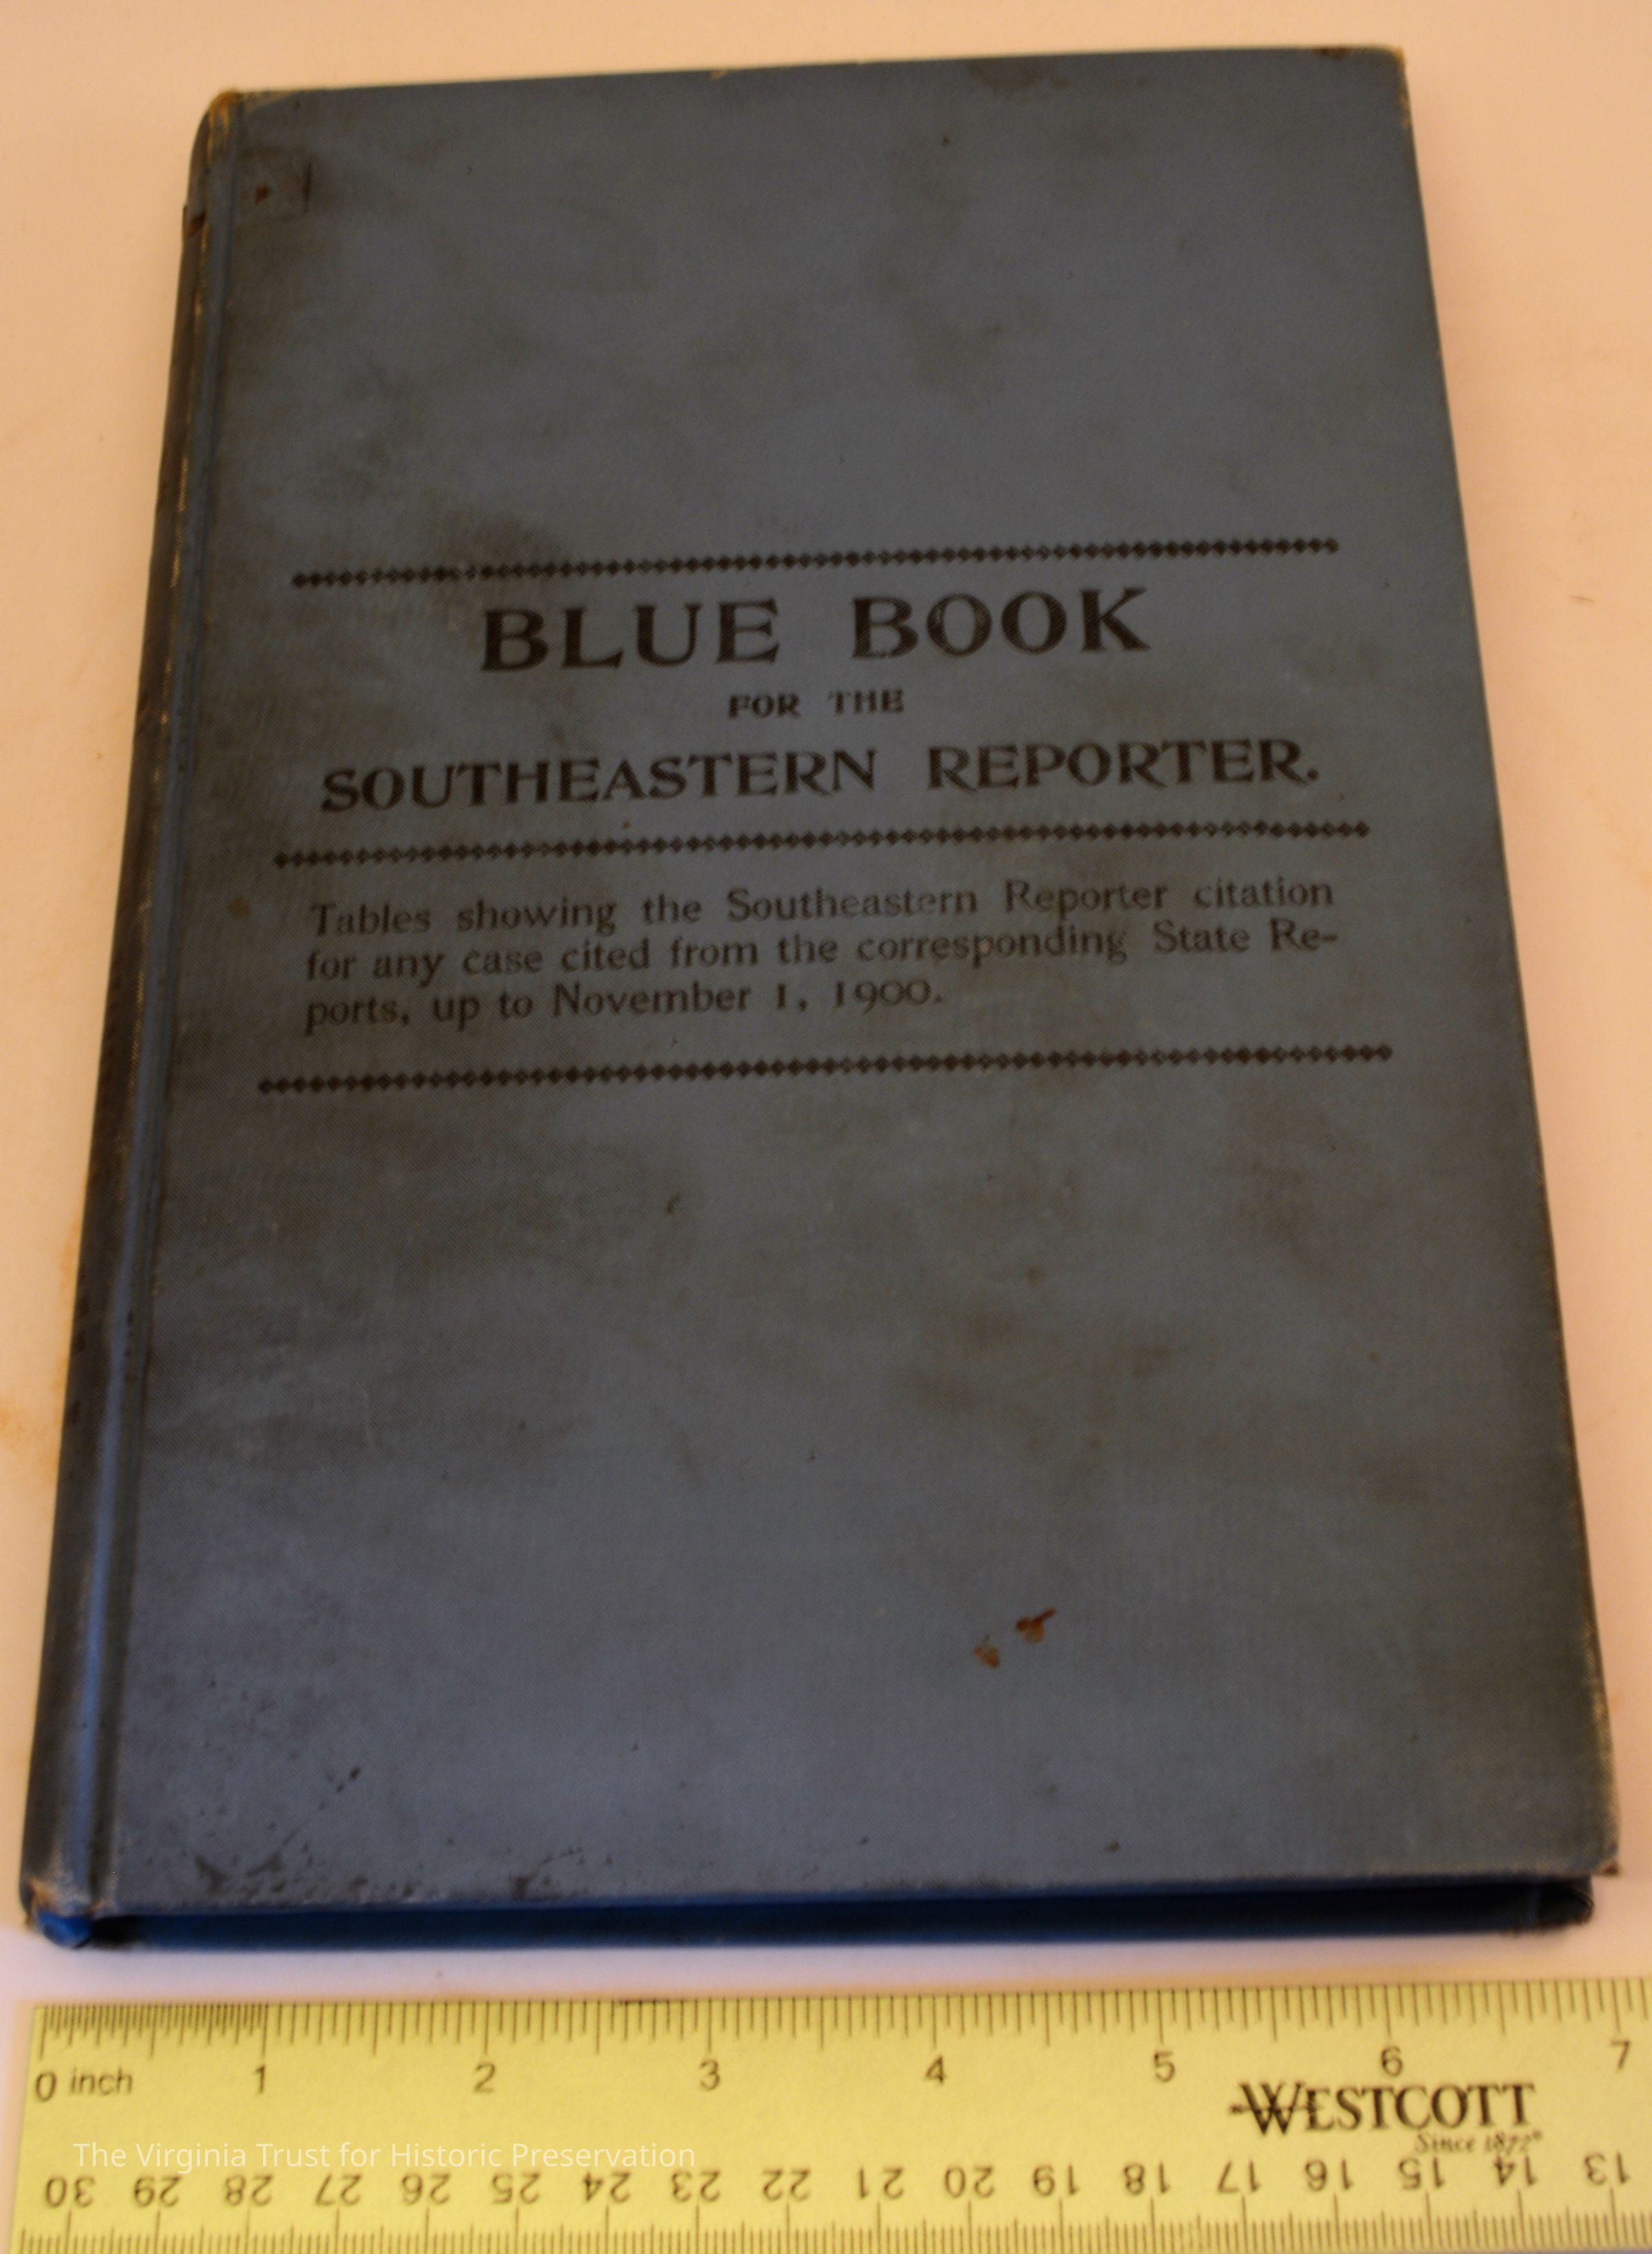 BLUE BOOK
FOR THE
SOUTHEASTERN REPORTER.
Tables showing the Southeastern Reporter citation
for any case cited from the corresponding State Re-
ports, up to November 1, 1900.
0 inch 1 2 3 4 5 6 7
WESTCOTT
Since 1872®
The Virginia Trust for Historic Preservation
30 29 28 27 26 25 24 23 22 21 20 19 18 17 16 15 14 13